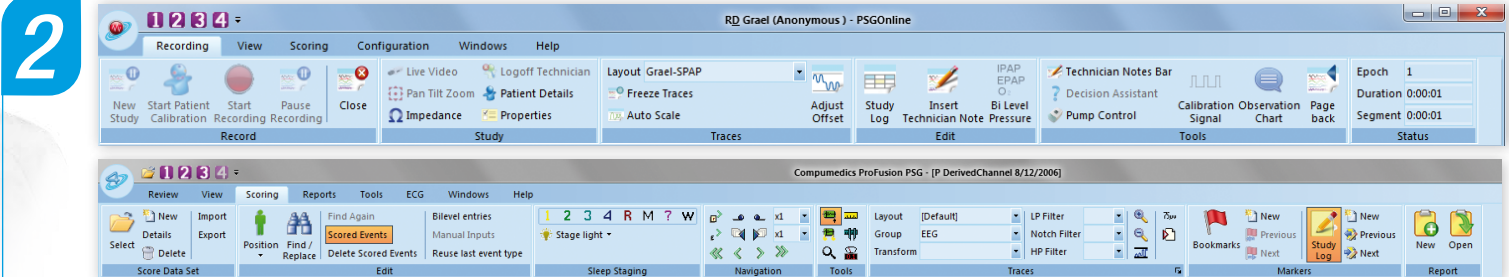 2
1 2 3 4
RD Grael (Anonymous ) - PSGOnline
Recording View Scoring Configuration Windows Help
New Study
Start Patient Calibration
Start Recording
Pause Recording
Close
Record
Live Video
Pan Tilt Zoom
Impedance
Logoff Technician
Patient Details
Properties
Study
Layout Grael-SPAP
Freeze Traces
Auto Scale
Adjust Offset
Traces
Study Log
Insert Technician Note
IPAP
EPAP
O₂
Bi Level Pressure
Edit
Technician Notes Bar
Decision Assistant
Pump Control
Calibration Signal
Observation Chart
Page back
Tools
Epoch 1
Duration 0:00:01
Segment 0:00:01
Status
1 2 3 4
Compumedics ProFusion PSG - [P DerivedChannel 8/12/2006]
Review View Scoring Reports Tools ECG Windows Help
Select
New
Details
Delete
Import
Export
Score Data Set
Position
Find / Replace
Find Again
Scored Events
Delete Scored Events
Bilevel entries
Manual Inputs
Reuse last event type
Edit
1 2 3 4 R M ? W
Stage light
Sleep Staging
x1
x1
Navigation
Tools
Layout [Default]
Group EEG
Transform
LP Filter
Notch Filter
HP Filter
Traces
Bookmarks
New
Previous
Next
Study Log
New
Previous
Next
Markers
New
Open
Report